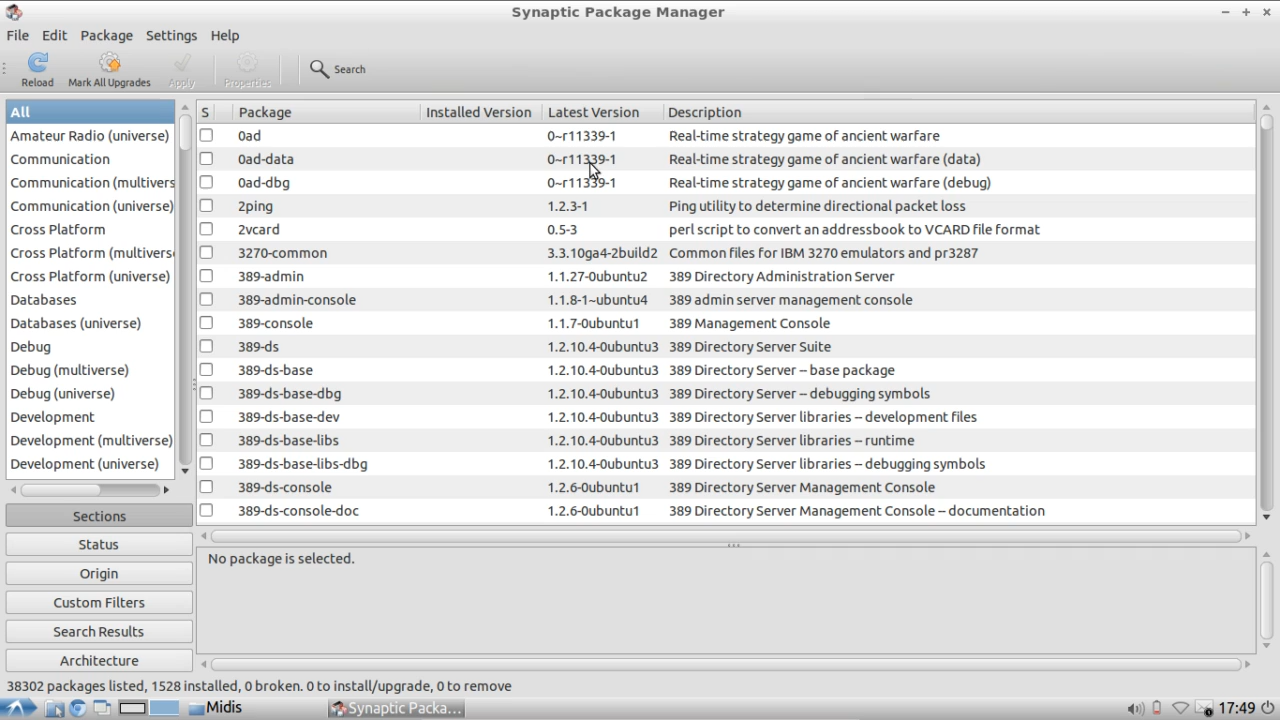 Synaptic Package Manager
File Edit Package Settings Help
Reload Mark All Upgrades Apply Properties Search
All
Amateur Radio (universe)
Communication
Communication (multivers
Communication (universe)
Cross Platform
Cross Platform (multivers
Cross Platform (universe)
Databases
Databases (universe)
Debug
Debug (multiverse)
Debug (universe)
Development
Development (multiverse)
Development (universe)
Sections
Status
Origin
Custom Filters
Search Results
Architecture
S Package Installed Version Latest Version Description
0ad 0~r11339-1 Real-time strategy game of ancient warfare
0ad-data 0~r11339-1 Real-time strategy game of ancient warfare (data)
0ad-dbg 0~r11339-1 Real-time strategy game of ancient warfare (debug)
2ping 1.2.3-1 Ping utility to determine directional packet loss
2vcard 0.5-3 perl script to convert an addressbook to VCARD file format
3270-common 3.3.10ga4-2build2 Common files for IBM 3270 emulators and pr3287
389-admin 1.1.27-0ubuntu2 389 Directory Administration Server
389-admin-console 1.1.8-1~ubuntu4 389 admin server management console
389-console 1.1.7-0ubuntu1 389 Management Console
389-ds 1.2.10.4-0ubuntu3 389 Directory Server Suite
389-ds-base 1.2.10.4-0ubuntu3 389 Directory Server -- base package
389-ds-base-dbg 1.2.10.4-0ubuntu3 389 Directory Server -- debugging symbols
389-ds-base-dev 1.2.10.4-0ubuntu3 389 Directory Server libraries -- development files
389-ds-base-libs 1.2.10.4-0ubuntu3 389 Directory Server libraries -- runtime
389-ds-base-libs-dbg 1.2.10.4-0ubuntu3 389 Directory Server libraries -- debugging symbols
389-ds-console 1.2.6-0ubuntu1 389 Directory Server Management Console
389-ds-console-doc 1.2.6-0ubuntu1 389 Directory Server Management Console -- documentation
No package is selected.
38302 packages listed, 1528 installed, 0 broken. 0 to install/upgrade, 0 to remove
Midis Synaptic Packa... 17:49